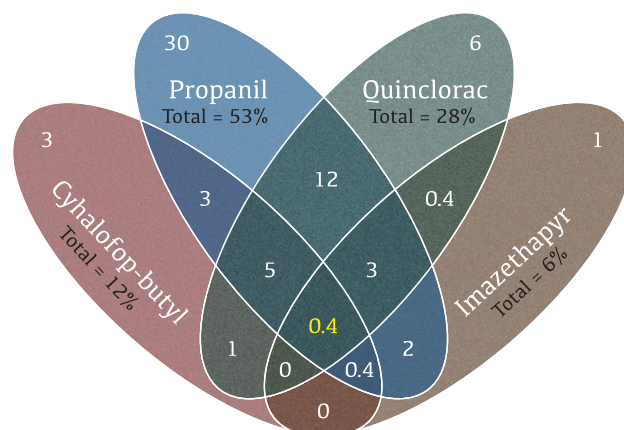 30
6
Propanil
Total = 53%
Quinclorac
Total = 28%
3
1
12
3
0.4
Cyhalofop-butyl
Total = 12%
Imazethapyr
Total = 6%
5
3
0.4
1
2
0
0.4
0